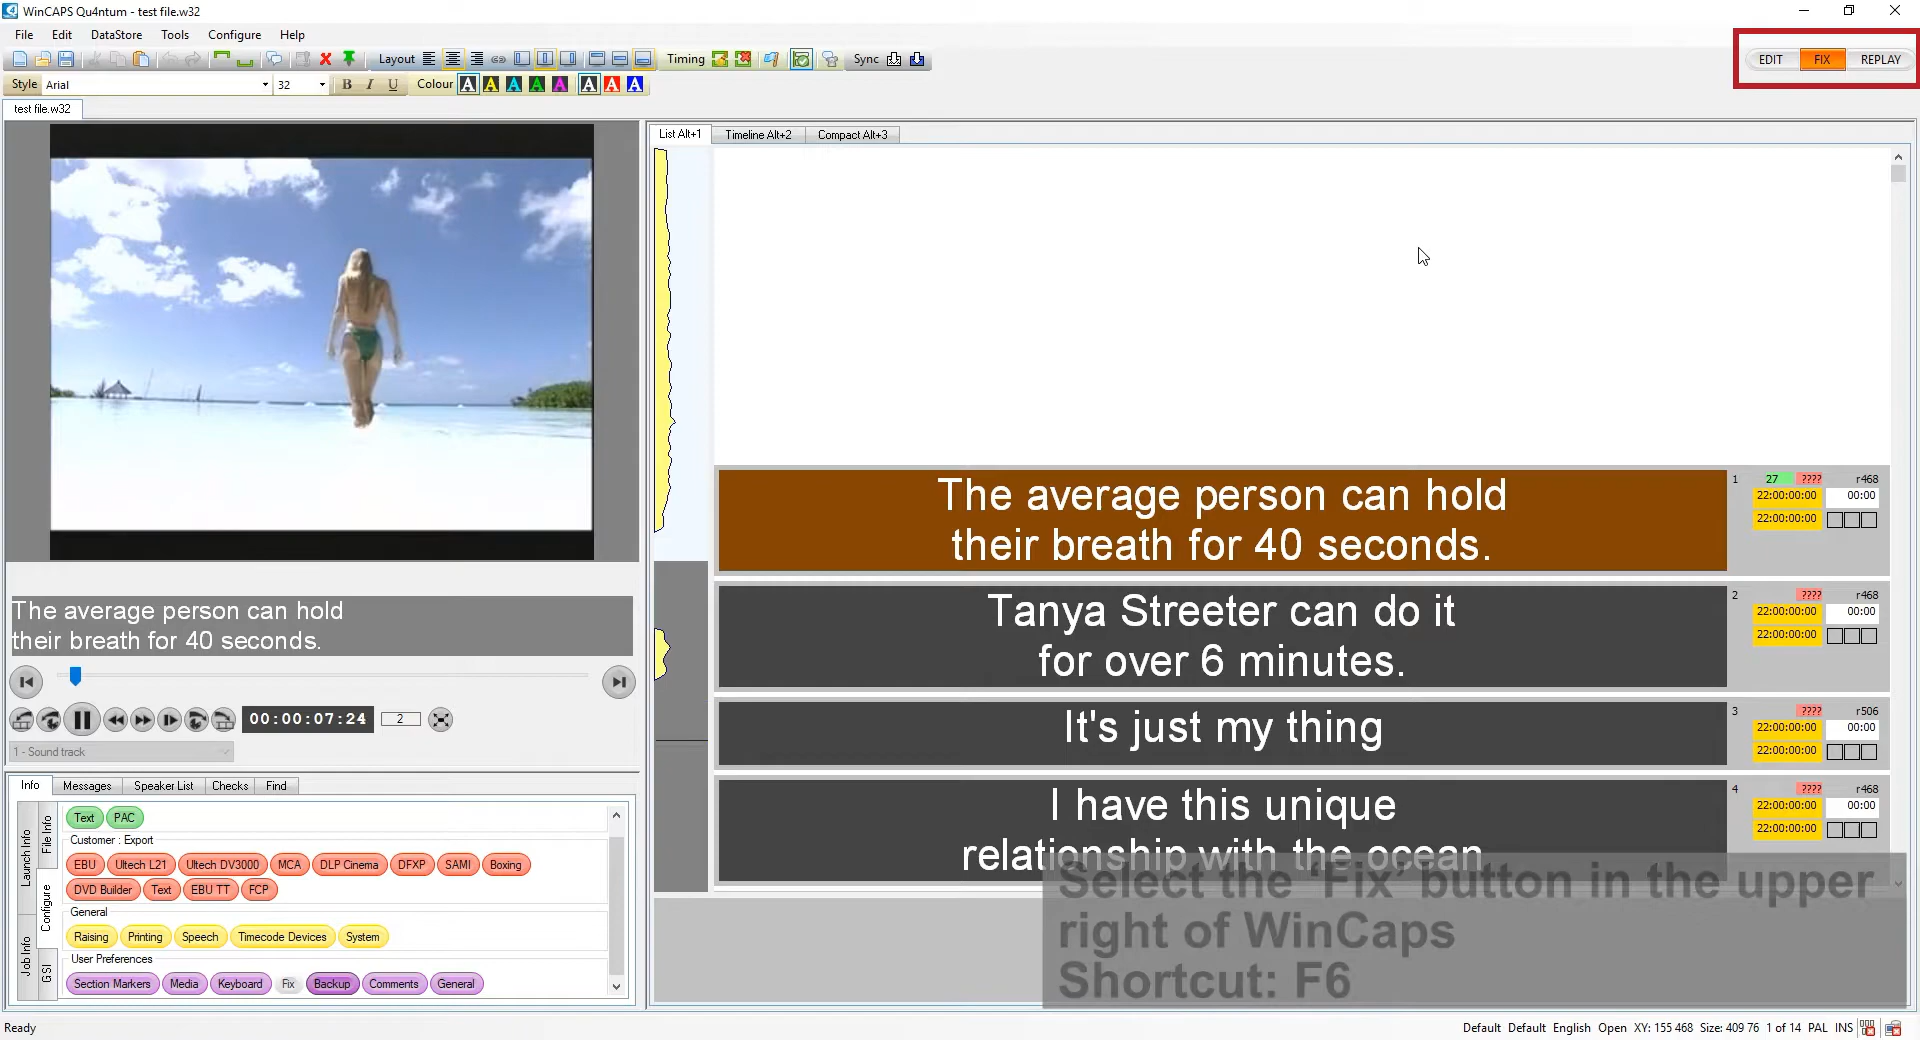 WinCAPS Qu4ntum - test file.w32
File Edit DataStore Tools Configure Help
Layout Timing Sync
EDIT FIX REPLAY
Style Arial 32 B I U Colour A A A A A A A A
test file.w32
List Alt+1 Timeline Alt+2 Compact Alt+3
The average person can hold
their breath for 40 seconds.
1 27 ???? r468
22:00:00:00 00:00
22:00:00:00
Tanya Streeter can do it
for over 6 minutes.
2 ???? r468
22:00:00:00 00:00
22:00:00:00
It's just my thing
3 ???? r506
22:00:00:00 00:00
22:00:00:00
I have this unique
relationship with the ocean
4 ???? r468
22:00:00:00 00:00
22:00:00:00
The average person can hold
their breath for 40 seconds.
00:00:07:24 2
1 - Sound track
Info Messages Speaker List Checks Find
Launch Info
Job Info
File Info
Configure
GSI
Text PAC
Customer : Export
EBU Ultech L21 Ultech DV3000 MCA DLP Cinema DFXP SAMI Boxing
DVD Builder Text EBU TT FCP
General
Raising Printing Speech Timecode Devices System
User Preferences
Section Markers Media Keyboard Fix Backup Comments General
Select the ‘Fix’ button in the upper
right of WinCaps
Shortcut: F6
Ready
Default Default English Open XY: 155 468 Size: 409 76 1 of 14 PAL INS